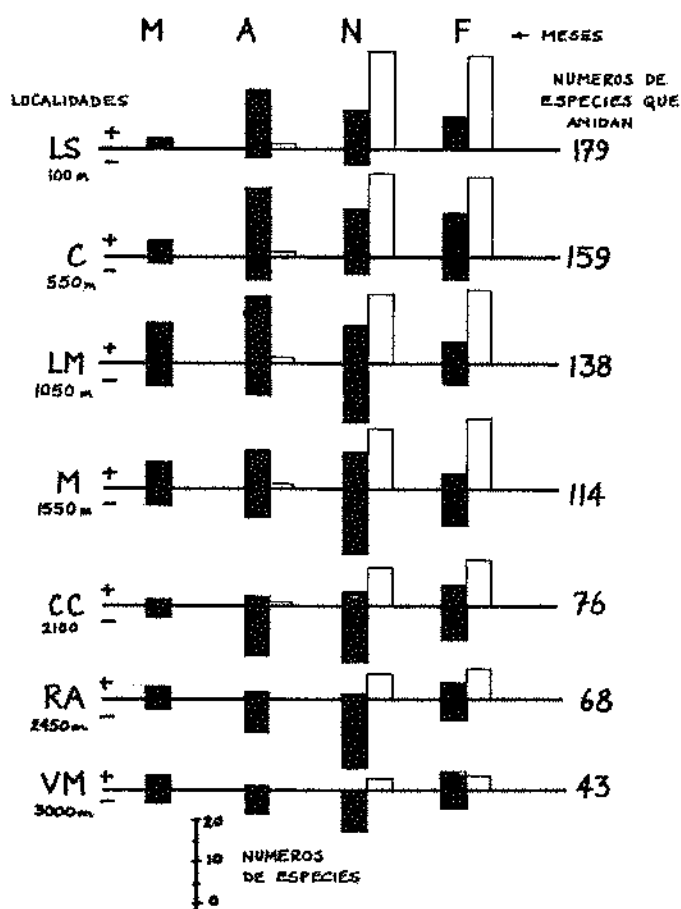 M A N F ← MESES
LOCALIDADES
NUMEROS DE
ESPECIES QUE
ANIDAN
+
LS
−
100 m
179
+
C
−
550 m
159
+
LM
−
1050 m
138
+
M
−
1550 m
114
+
CC
−
2100
76
+
RA
−
2450 m
68
+
VM
−
3000 m
43
20
10
0
NUMEROS
DE ESPECIES